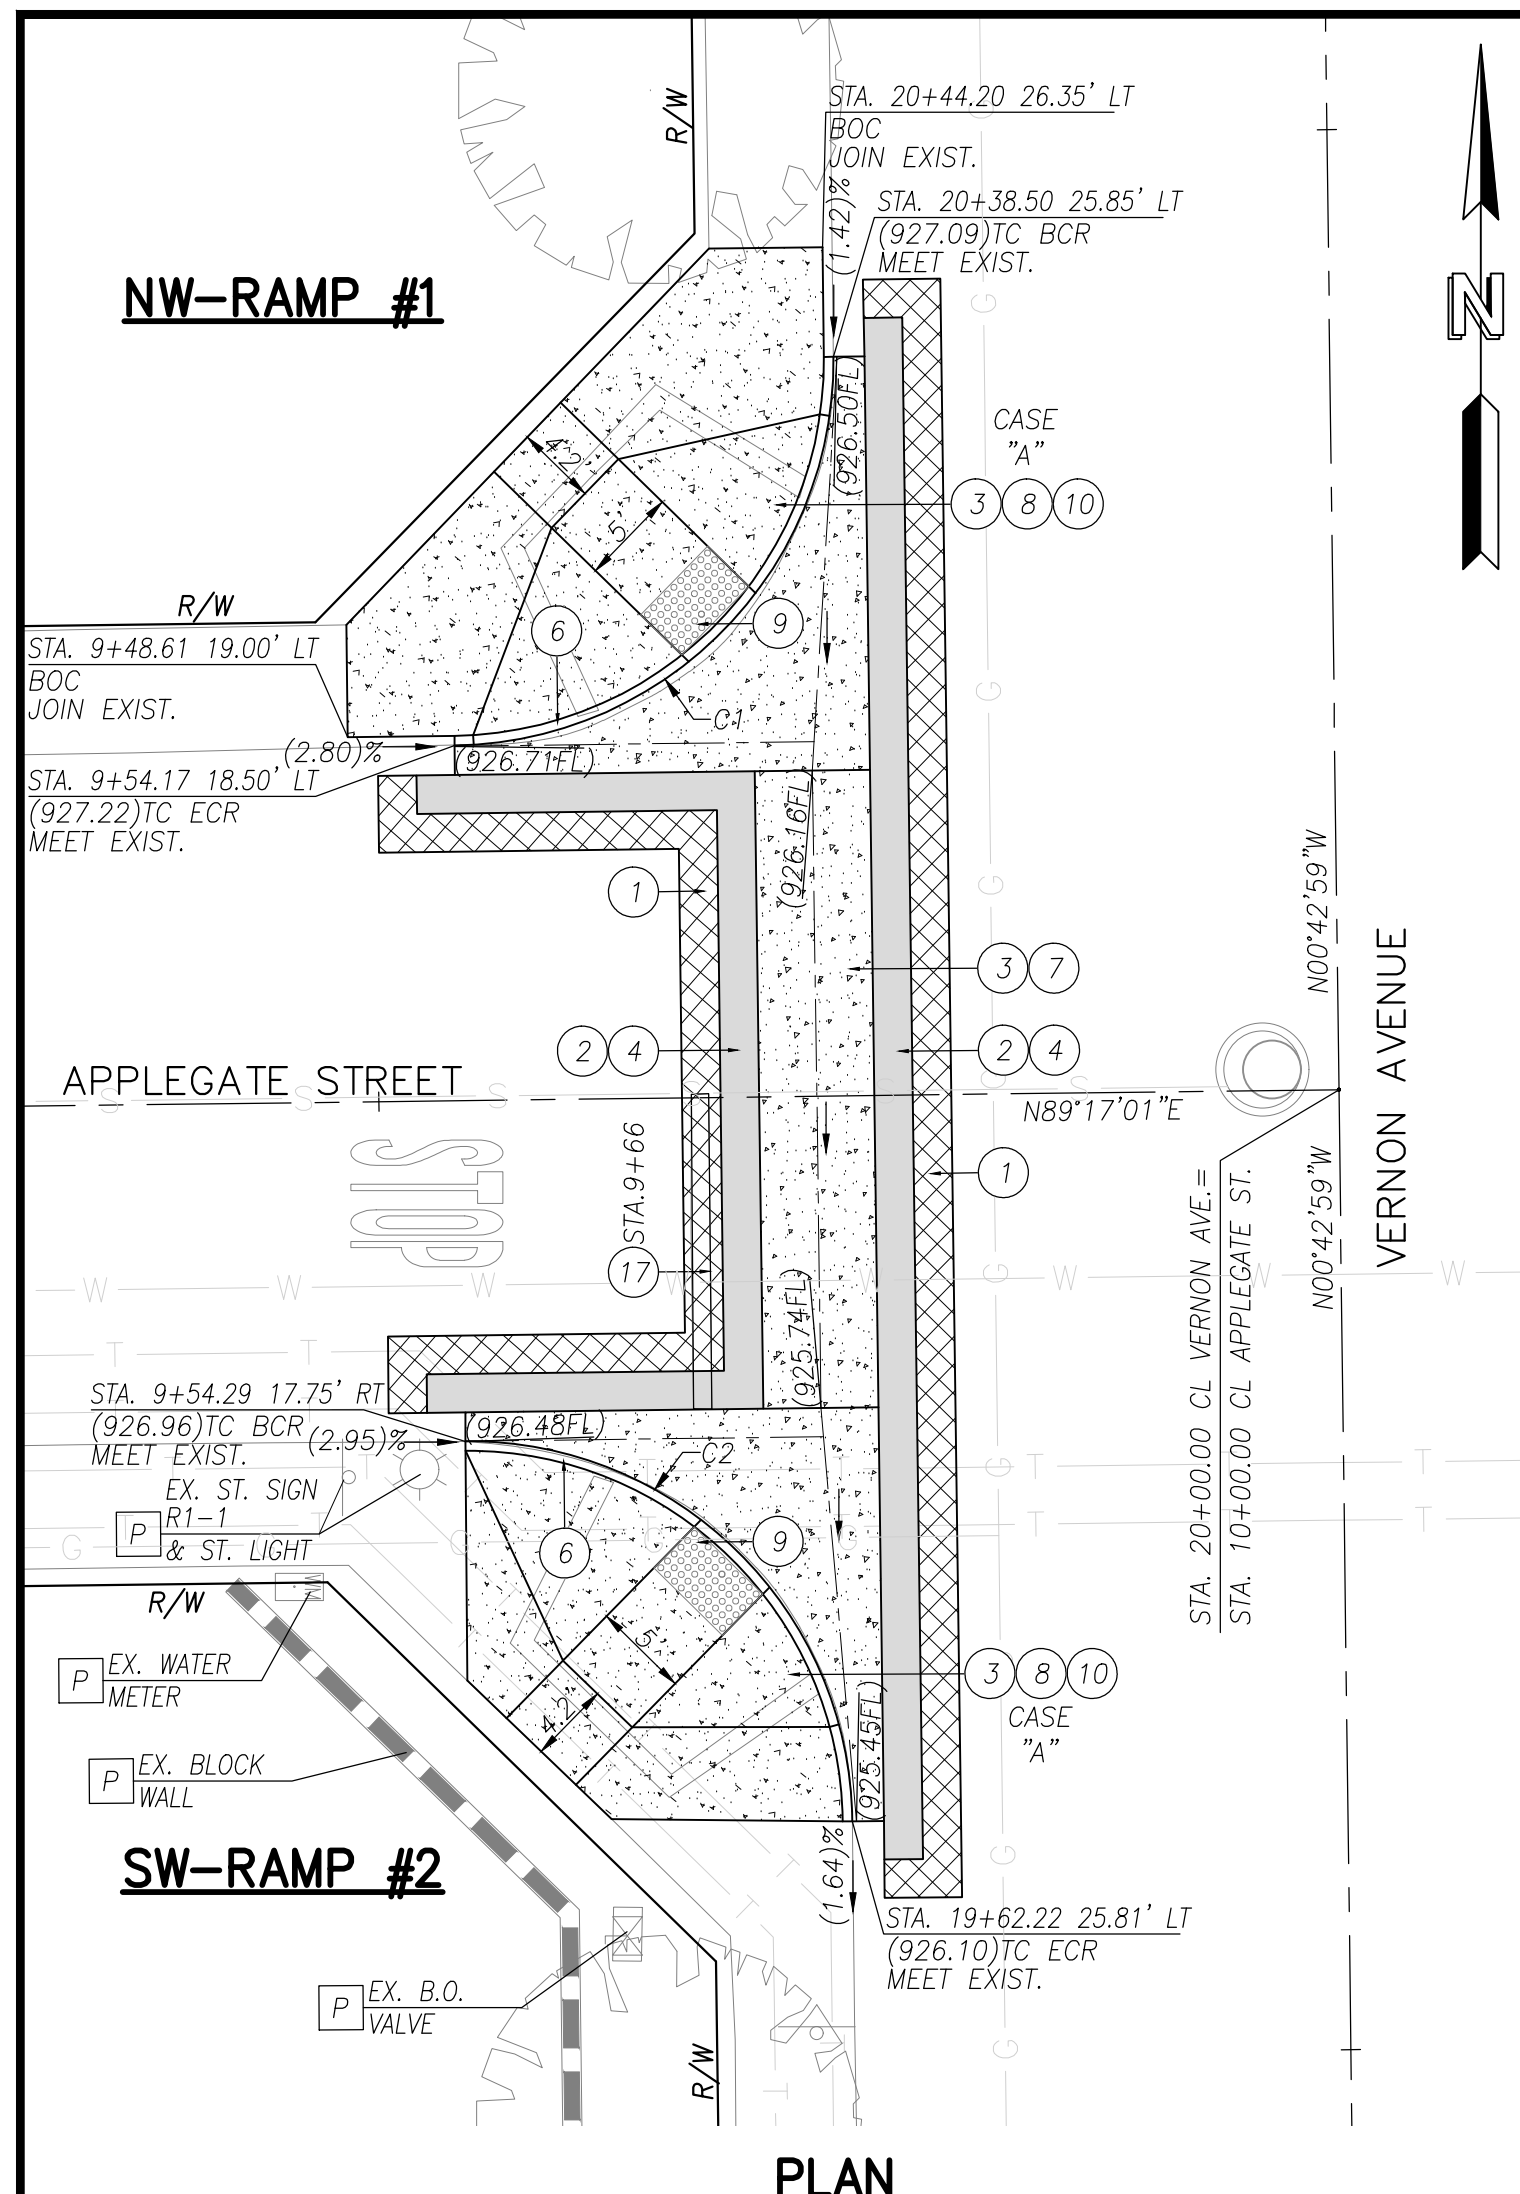 STA. 20+44.20 26.35' LT
BOC
JOIN EXIST.
R/W
(1.42)%
STA. 20+38.50 25.85' LT
(927.09)TC BCR
MEET EXIST.
N
NW-RAMP #1
(926.50FL)
CASE
"A"
3 8 10
4.2'
5'
R/W
6
9
STA. 9+48.61 19.00' LT
BOC
JOIN EXIST.
C1
(2.80)%
(926.71FL)
STA. 9+54.17 18.50' LT
(927.22)TC ECR
MEET EXIST.
(926.16FL)
1
N00°42'59"W
VERNON AVENUE
3 7
2 4
2 4
APPLEGATE STREET
N89°17'01"E
STOP
STA.9+66
1
17
N00°42'59"W
STA. 20+00.00 CL VERNON AVE.=
STA. 10+00.00 CL APPLEGATE ST.
W W W W W W W W
S S S S S S
G G G G G G G G G
T T T T T T
(925.74FL)
STA. 9+54.29 17.75' RT
(926.96)TC BCR
MEET EXIST.
(2.95)%
(926.48FL)
C2
EX. ST. SIGN
P R1-1
& ST. LIGHT
6
9
R/W
P EX. WATER
METER
5'
4.2'
3 8 10
CASE
"A"
P EX. BLOCK
WALL
(925.45FL)
SW-RAMP #2
(1.64)%
STA. 19+62.22 25.81' LT
(926.10)TC ECR
MEET EXIST.
P EX. B.O.
VALVE
R/W
PLAN